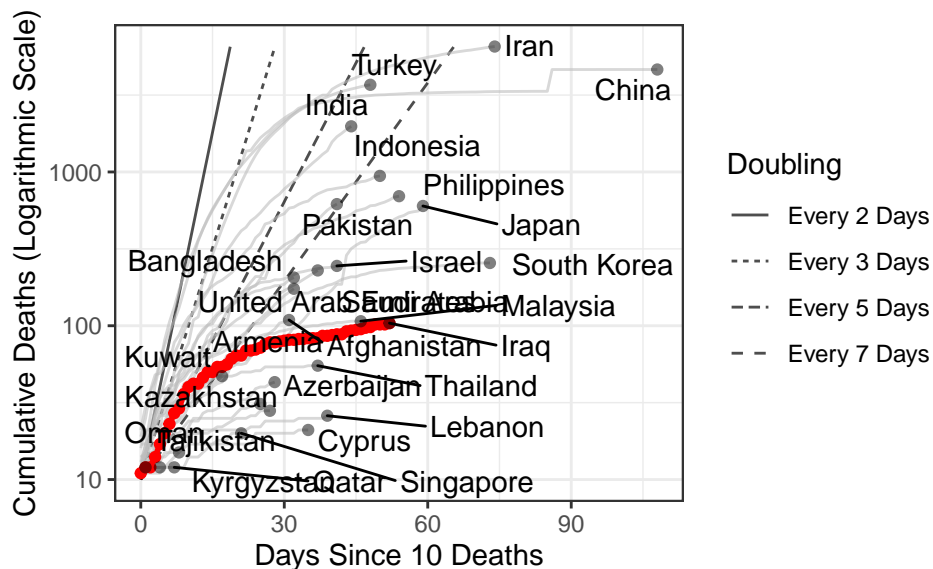 Cumulative Deaths (Logarithmic Scale)
1000
100
10
Iran
Turkey
China
India
Indonesia
Philippines
Pakistan
Japan
Bangladesh
Israel
South Korea
United Arab Emirates
Saudi Arabia
Malaysia
Armenia
Afghanistan
Iraq
Kuwait
Azerbaijan
Thailand
Kazakhstan
Lebanon
Oman
Tajikistan
Cyprus
Kyrgyzstan
Qatar
Singapore
0
30
60
90
Days Since 10 Deaths
Doubling
Every 2 Days
Every 3 Days
Every 5 Days
Every 7 Days